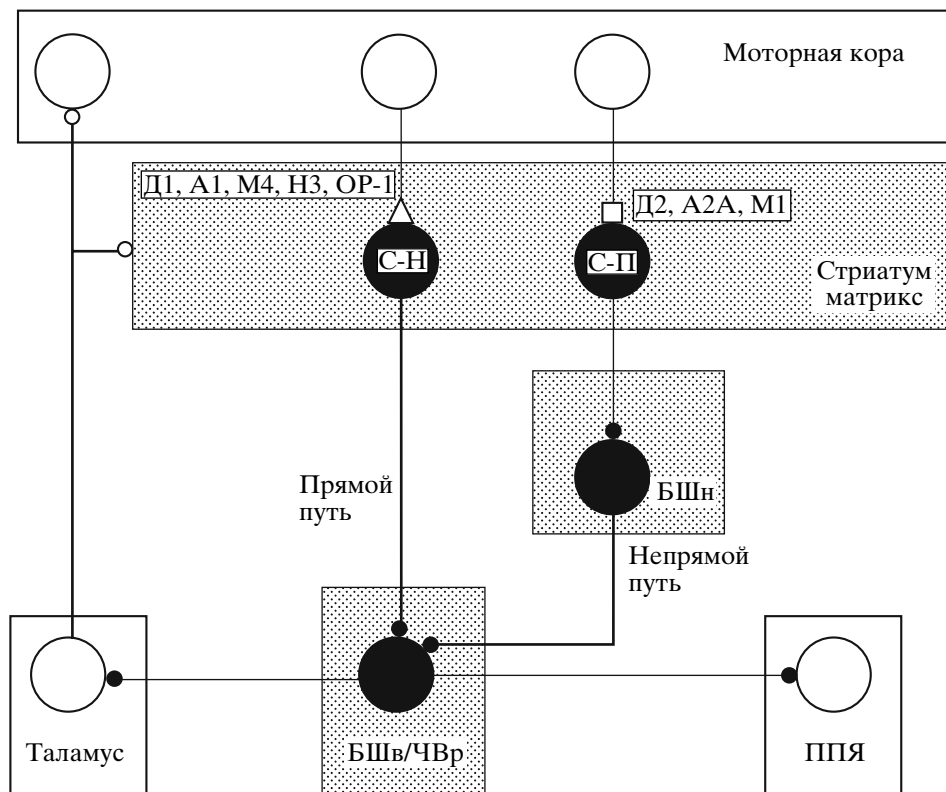 Моторная кора
Д1, А1, М4, Н3, ОР-1
Д2, А2А, М1
С-Н
С-П
Стриатум
матрикс
Прямой
путь
БШн
Непрямой
путь
Таламус
БШв/ЧВр
ППЯ